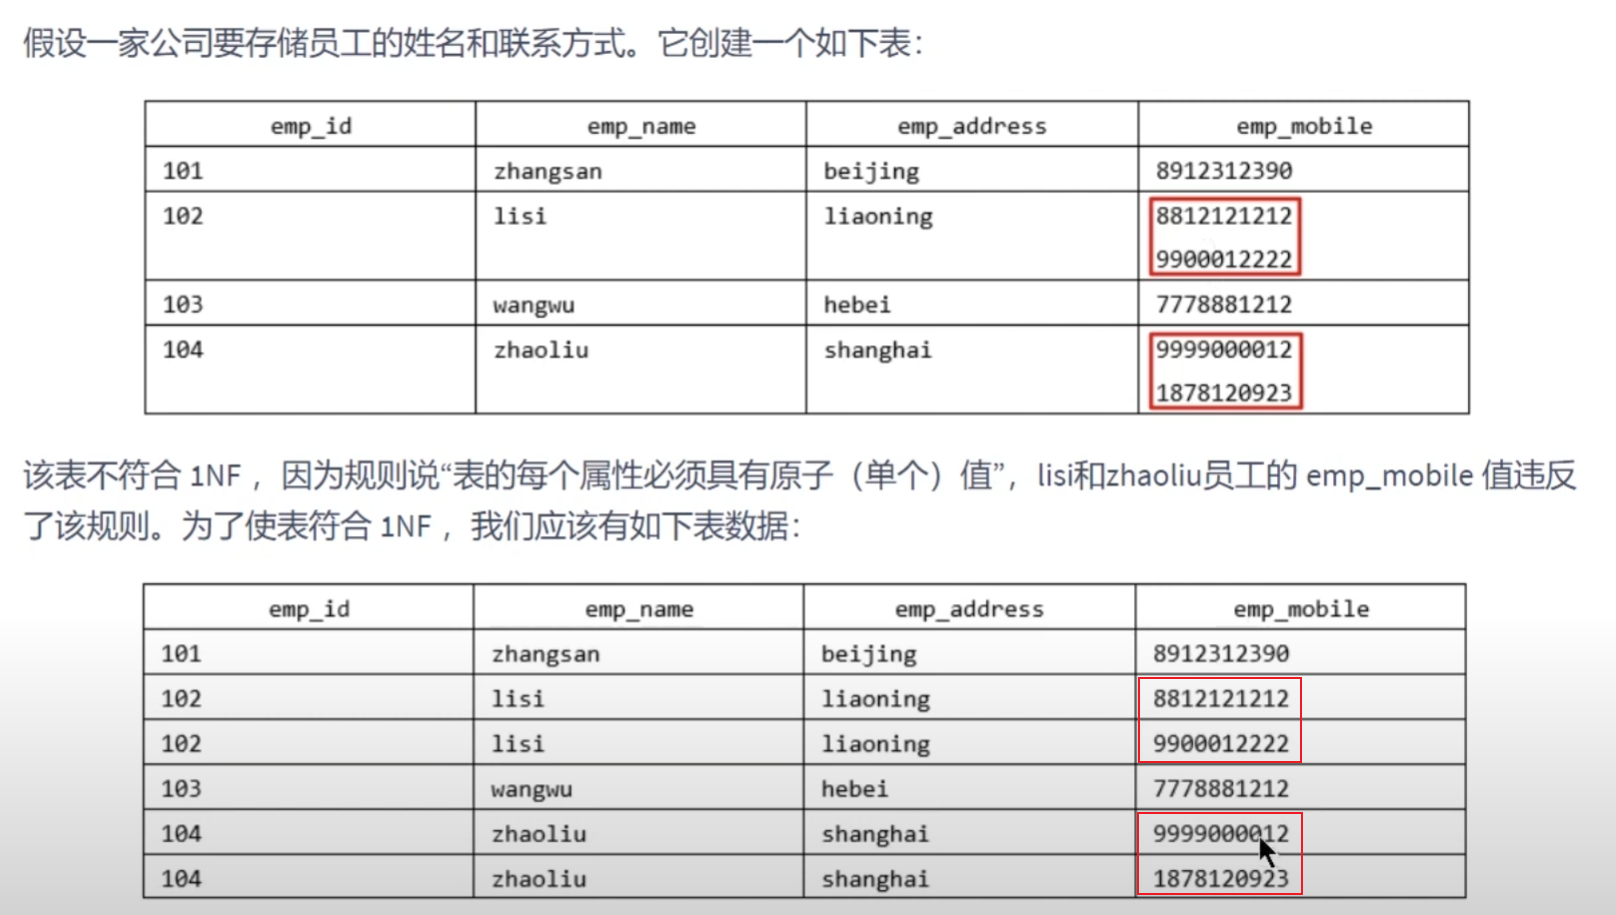 假设一家公司要存储员工的姓名和联系方式。它创建一个如下表：
emp_id emp_name emp_address emp_mobile
101 zhangsan beijing 8912312390
102 lisi liaoning 8812121212
9900012222
103 wangwu hebei 7778881212
104 zhaoliu shanghai 9999000012
1878120923
该表不符合 1NF ，因为规则说“表的每个属性必须具有原子（单个）值”，lisi和zhaoliu员工的 emp_mobile 值违反
了该规则。为了使表符合 1NF ，我们应该有如下表数据：
emp_id emp_name emp_address emp_mobile
101 zhangsan beijing 8912312390
102 lisi liaoning 8812121212
102 lisi liaoning 9900012222
103 wangwu hebei 7778881212
104 zhaoliu shanghai 9999000012
104 zhaoliu shanghai 1878120923